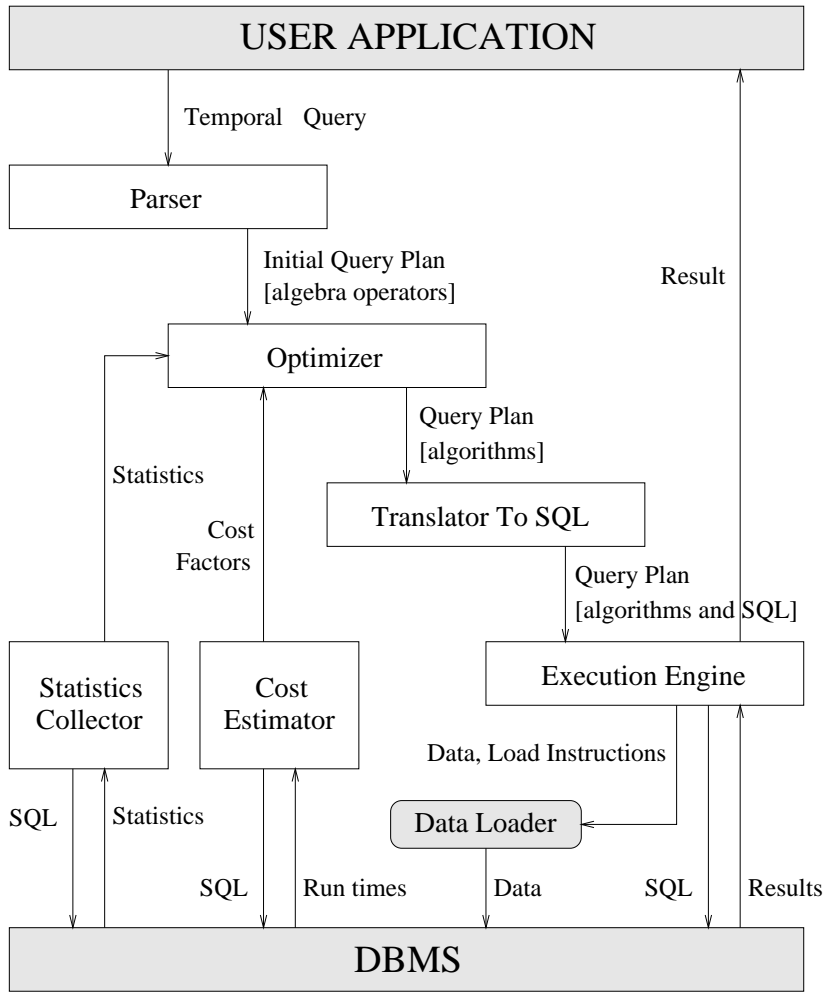 USER APPLICATION
Temporal Query
Parser
Initial Query Plan
[algebra operators]
Result
Optimizer
Query Plan
[algorithms]
Statistics
Translator To SQL
Cost
Factors
Query Plan
[algorithms and SQL]
Statistics
Collector
Cost
Estimator
Execution Engine
Data, Load Instructions
SQL
Statistics
Data Loader
SQL
Run times
Data
SQL
Results
DBMS